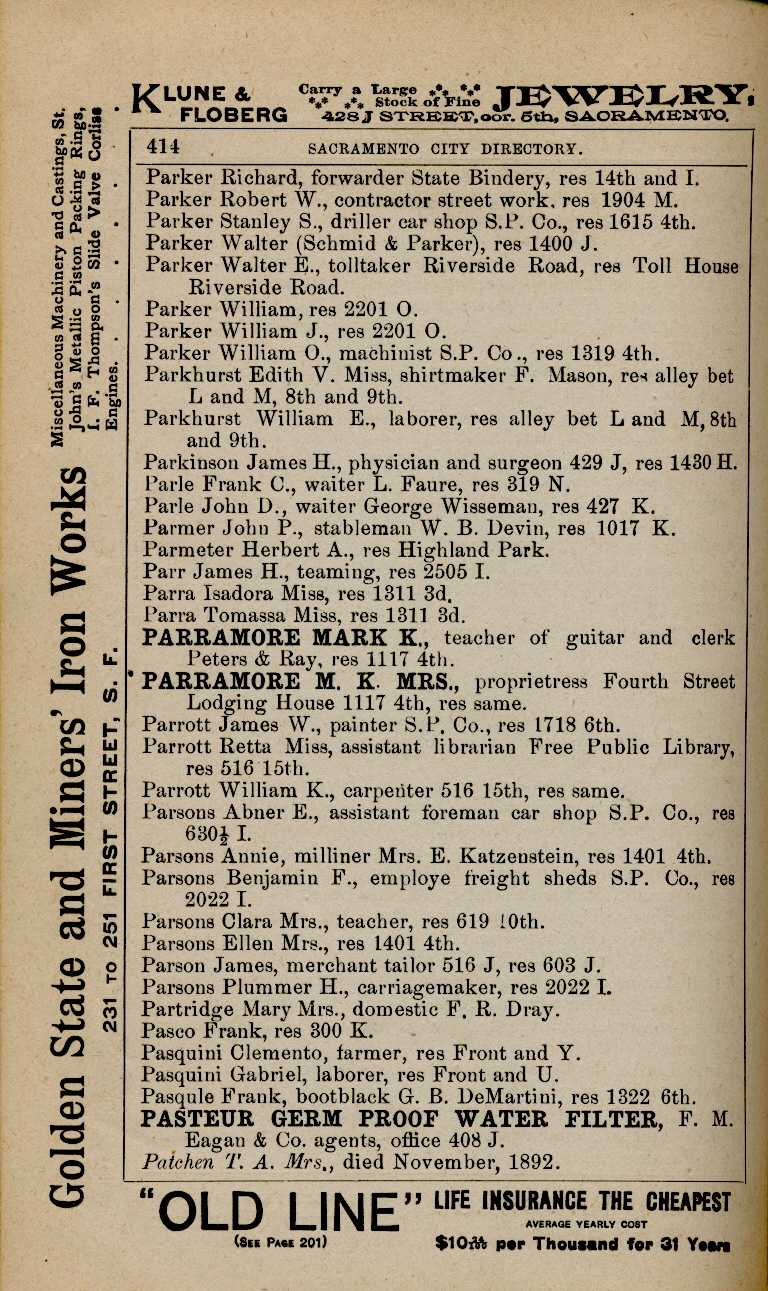 KLUNE & FLOBERG
Carry a Large Stock of Fine
JEWELRY,
428 J STREET, cor. 5th, SACRAMENTO.
414 SACRAMENTO CITY DIRECTORY.
Parker Richard, forwarder State Bindery, res 14th and I.
Parker Robert W., contractor street work, res 1904 M.
Parker Stanley S., driller car shop S.P. Co., res 1615 4th.
Parker Walter (Schmid & Parker), res 1400 J.
Parker Walter E., tolltaker Riverside Road, res Toll House
Riverside Road.
Parker William, res 2201 O.
Parker William J., res 2201 O.
Parker William O., machinist S.P. Co., res 1319 4th.
Parkhurst Edith V. Miss, shirtmaker F. Mason, res alley bet
L and M, 8th and 9th.
Parkhurst William E., laborer, res alley bet L and M, 8th
and 9th.
Parkinson James H., physician and surgeon 429 J, res 1430 H.
Parle Frank C., waiter L. Faure, res 319 N.
Parle John D., waiter George Wisseman, res 427 K.
Parmer John P., stableman W. B. Devin, res 1017 K.
Parmeter Herbert A., res Highland Park.
Parr James H., teaming, res 2505 I.
Parra Isadora Miss, res 1311 3d.
Parra Tomassa Miss, res 1311 3d.
PARRAMORE MARK K., teacher of guitar and clerk
Peters & Ray, res 1117 4th.
PARRAMORE M. K. MRS., proprietress Fourth Street
Lodging House 1117 4th, res same.
Parrott James W., painter S.P. Co., res 1718 6th.
Parrott Retta Miss, assistant librarian Free Public Library,
res 516 15th.
Parrott William K., carpenter 516 15th, res same.
Parsons Abner E., assistant foreman car shop S.P. Co., res
630½ I.
Parsons Annie, milliner Mrs. E. Katzenstein, res 1401 4th.
Parsons Benjamin F., employe freight sheds S.P. Co., res
2022 I.
Parsons Clara Mrs., teacher, res 619 10th.
Parsons Ellen Mrs., res 1401 4th.
Parson James, merchant tailor 516 J, res 603 J.
Parsons Plummer H., carriagemaker, res 2022 I.
Partridge Mary Mrs., domestic F. R. Dray.
Pasco Frank, res 300 K.
Pasquini Clemento, farmer, res Front and Y.
Pasquini Gabriel, laborer, res Front and U.
Pasqule Frank, bootblack G. B. DeMartini, res 1322 6th.
PASTEUR GERM PROOF WATER FILTER, F. M.
Eagan & Co. agents, office 408 J.
Patchen T. A. Mrs., died November, 1892.
"OLD LINE"
(SEE PAGE 201)
LIFE INSURANCE THE CHEAPEST
AVERAGE YEARLY COST
$10 per Thousand for 31 Years
Golden State and Miners' Iron Works
231 TO 251 FIRST STREET, S. F.
Miscellaneous Machinery and Castings, St.
John's Metallic Piston Packing Rings,
I. F. Thompson's Slide Valve Corliss
Engines.